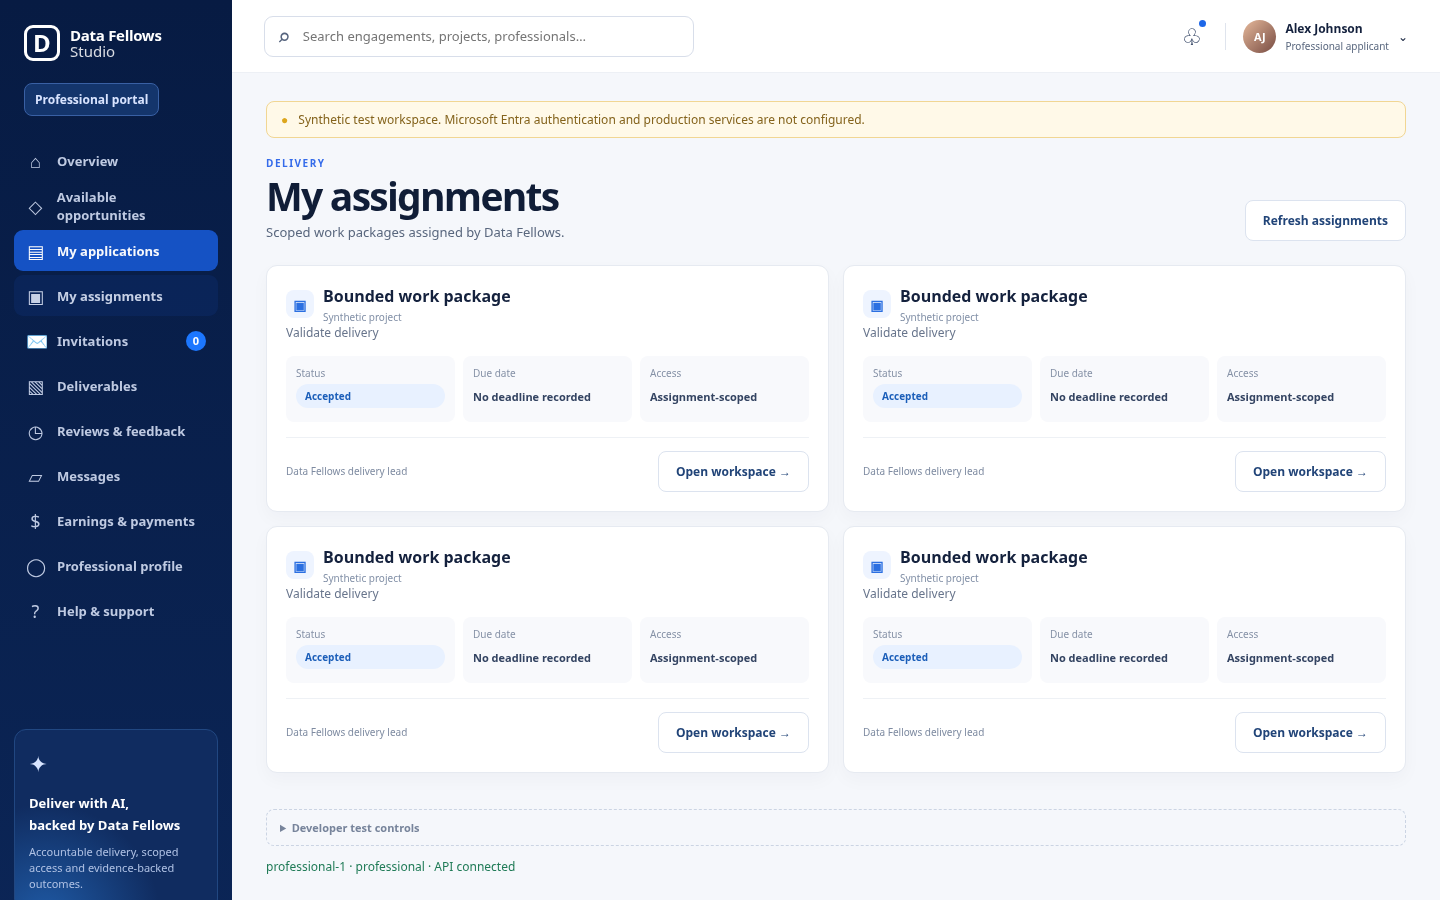 D
Data Fellows
Studio
Professional portal
Overview
Available
opportunities
My applications
My assignments
Invitations
0
Deliverables
Reviews & feedback
Messages
$
Earnings & payments
Professional profile
?
Help & support
Deliver with AI,
backed by Data Fellows
Accountable delivery, scoped
access and evidence-backed
outcomes.
Search engagements, projects, professionals...
AJ
Alex Johnson
Professional applicant
Synthetic test workspace. Microsoft Entra authentication and production services are not configured.
DELIVERY
My assignments
Scoped work packages assigned by Data Fellows.
Refresh assignments
Bounded work package
Synthetic project
Validate delivery
Status
Due date
Access
Accepted
No deadline recorded
Assignment-scoped
Data Fellows delivery lead
Open workspace →
Bounded work package
Synthetic project
Validate delivery
Status
Due date
Access
Accepted
No deadline recorded
Assignment-scoped
Data Fellows delivery lead
Open workspace →
Bounded work package
Synthetic project
Validate delivery
Status
Due date
Access
Accepted
No deadline recorded
Assignment-scoped
Data Fellows delivery lead
Open workspace →
Bounded work package
Synthetic project
Validate delivery
Status
Due date
Access
Accepted
No deadline recorded
Assignment-scoped
Data Fellows delivery lead
Open workspace →
Developer test controls
professional-1 · professional · API connected